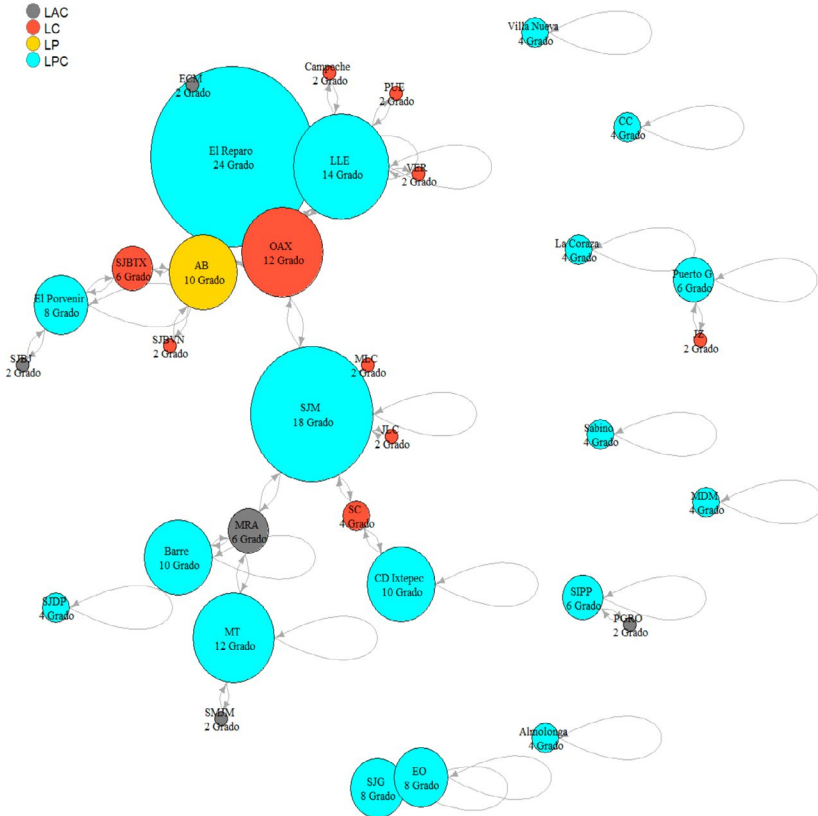 LAC
LC
LP
LPC
Villa Nueva
4 Grado
FCM
2 Grado
Campeche
2 Grado
PUE
2 Grado
El Reparo
24 Grado
LLE
14 Grado
VER
2 Grado
CC
4 Grado
SJBTX
6 Grado
AB
10 Grado
OAX
12 Grado
La Coraza
4 Grado
Puerto G
6 Grado
El Porvenir
8 Grado
SJBVN
2 Grado
JZ
2 Grado
SJBJ
2 Grado
MLC
2 Grado
SJM
18 Grado
JLC
2 Grado
Sabino
4 Grado
MDM
4 Grado
SC
4 Grado
MRA
6 Grado
Barre
10 Grado
CD Ixtepec
10 Grado
SJDP
4 Grado
SIPP
6 Grado
PGRO
2 Grado
MT
12 Grado
SMJM
2 Grado
Almolonga
4 Grado
SJG
8 Grado
EO
8 Grado